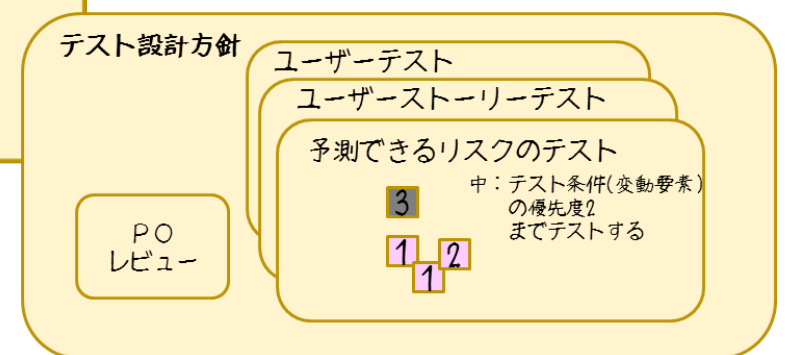 テスト設計方針
ユーザーテスト
ユーザーストーリーテスト
予測できるリスクのテスト
中：テスト条件(変動要素)
の優先度2
までテストする
3
1
1
2
PO
レビュー